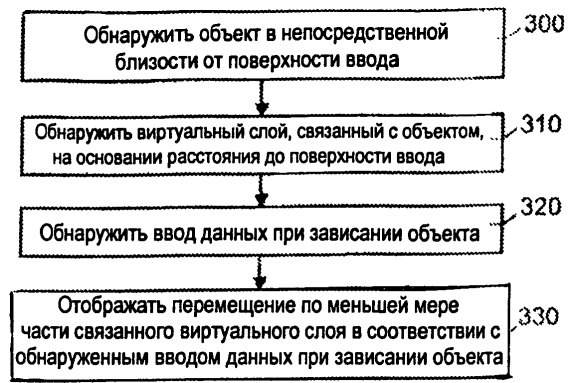 Обнаружить объект в непосредственной
близости от поверхности ввода
300
Обнаружить виртуальный слой, связанный с объектом,
на основании расстояния до поверхности ввода
310
Обнаружить ввод данных при зависании объекта
320
Отображать перемещение по меньшей мере
части связанного виртуального слоя в соответствии с
обнаруженным вводом данных при зависании объекта
330